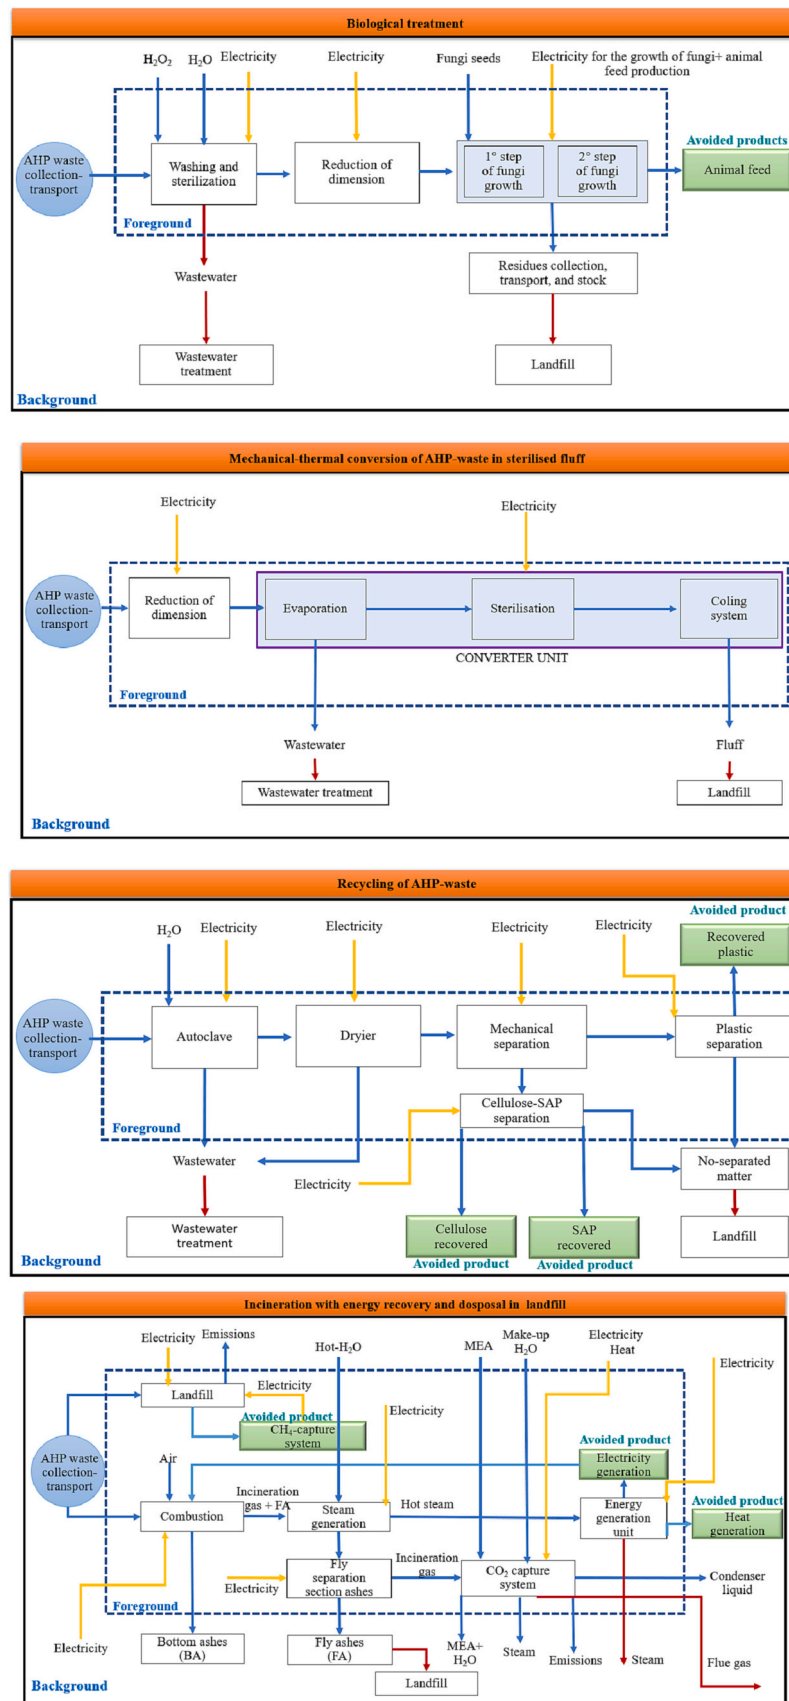 Biological treatment
H₂O₂
H₂O
Electricity
Electricity
Fungi seeds
Electricity for the growth of fungi+ animal
feed production
AHP waste
collection-
transport
Washing and
sterilization
Reduction of
dimension
1° step
of fungi
growth
2° step
of fungi
growth
Avoided products
Animal feed
Foreground
Wastewater
Residues collection,
transport, and stock
Wastewater
treatment
Landfill
Background
Mechanical-thermal conversion of AHP-waste in sterilised fluff
Electricity
Electricity
AHP waste
collection-
transport
Reduction of
dimension
Evaporation
Sterilisation
Coling
system
CONVERTER UNIT
Foreground
Wastewater
Fluff
Wastewater treatment
Landfill
Background
Recycling of AHP-waste
Avoided product
H₂O
Electricity
Electricity
Electricity
Electricity
Recovered
plastic
AHP waste
collection-
transport
Autoclave
Dryier
Mechanical
separation
Plastic
separation
Cellulose-SAP
separation
Foreground
Wastewater
Electricity
No-separated
matter
Wastewater
treatment
Cellulose
recovered
SAP
recovered
Landfill
Avoided product
Avoided product
Background
Incineration with energy recovery and dosposal in landfill
Electricity
Emissions
Hot-H₂O
MEA
Make-up
H₂O
Electricity
Heat
Electricity
Landfill
Electricity
Avoided product
CH₄-capture
system
Electricity
Avoided product
Electricity
generation
AHP waste
collection-
transport
Air
Combustion
Incineration
gas + FA
Steam
generation
Hot steam
Energy
generation
unit
Avoided product
Heat
generation
Electricity
Fly
separation
section ashes
Incineration
gas
CO₂ capture
system
Condenser
liquid
Foreground
Electricity
Bottom ashes
(BA)
Fly ashes
(FA)
Landfill
MEA+
H₂O
Steam
Emissions
Steam
Flue gas
Background